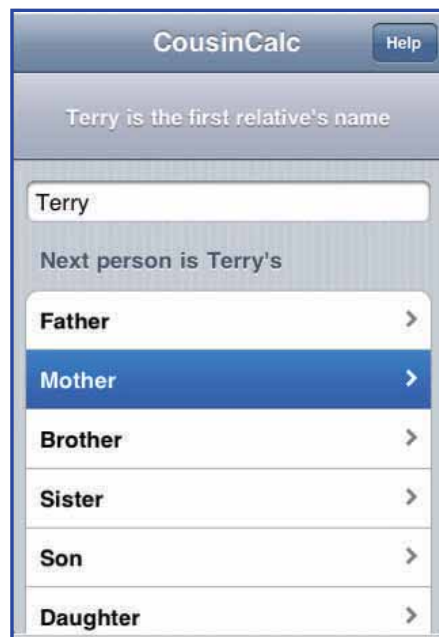 CousinCalc
Help
Terry is the first relative's name
Terry
Next person is Terry's
Father
Mother
Brother
Sister
Son
Daughter